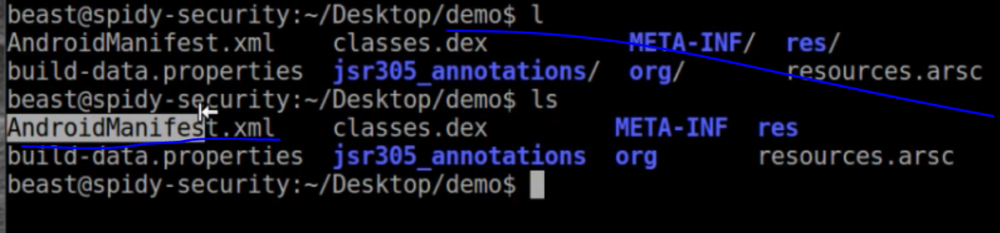 beast@spidy-security:~/Desktop/demo$ l
AndroidManifest.xml classes.dex META-INF/ res/
build-data.properties jsr305_annotations/ org/ resources.arsc
beast@spidy-security:~/Desktop/demo$ ls
AndroidManifest.xml classes.dex META-INF res
build-data.properties jsr305_annotations org resources.arsc
beast@spidy-security:~/Desktop/demo$